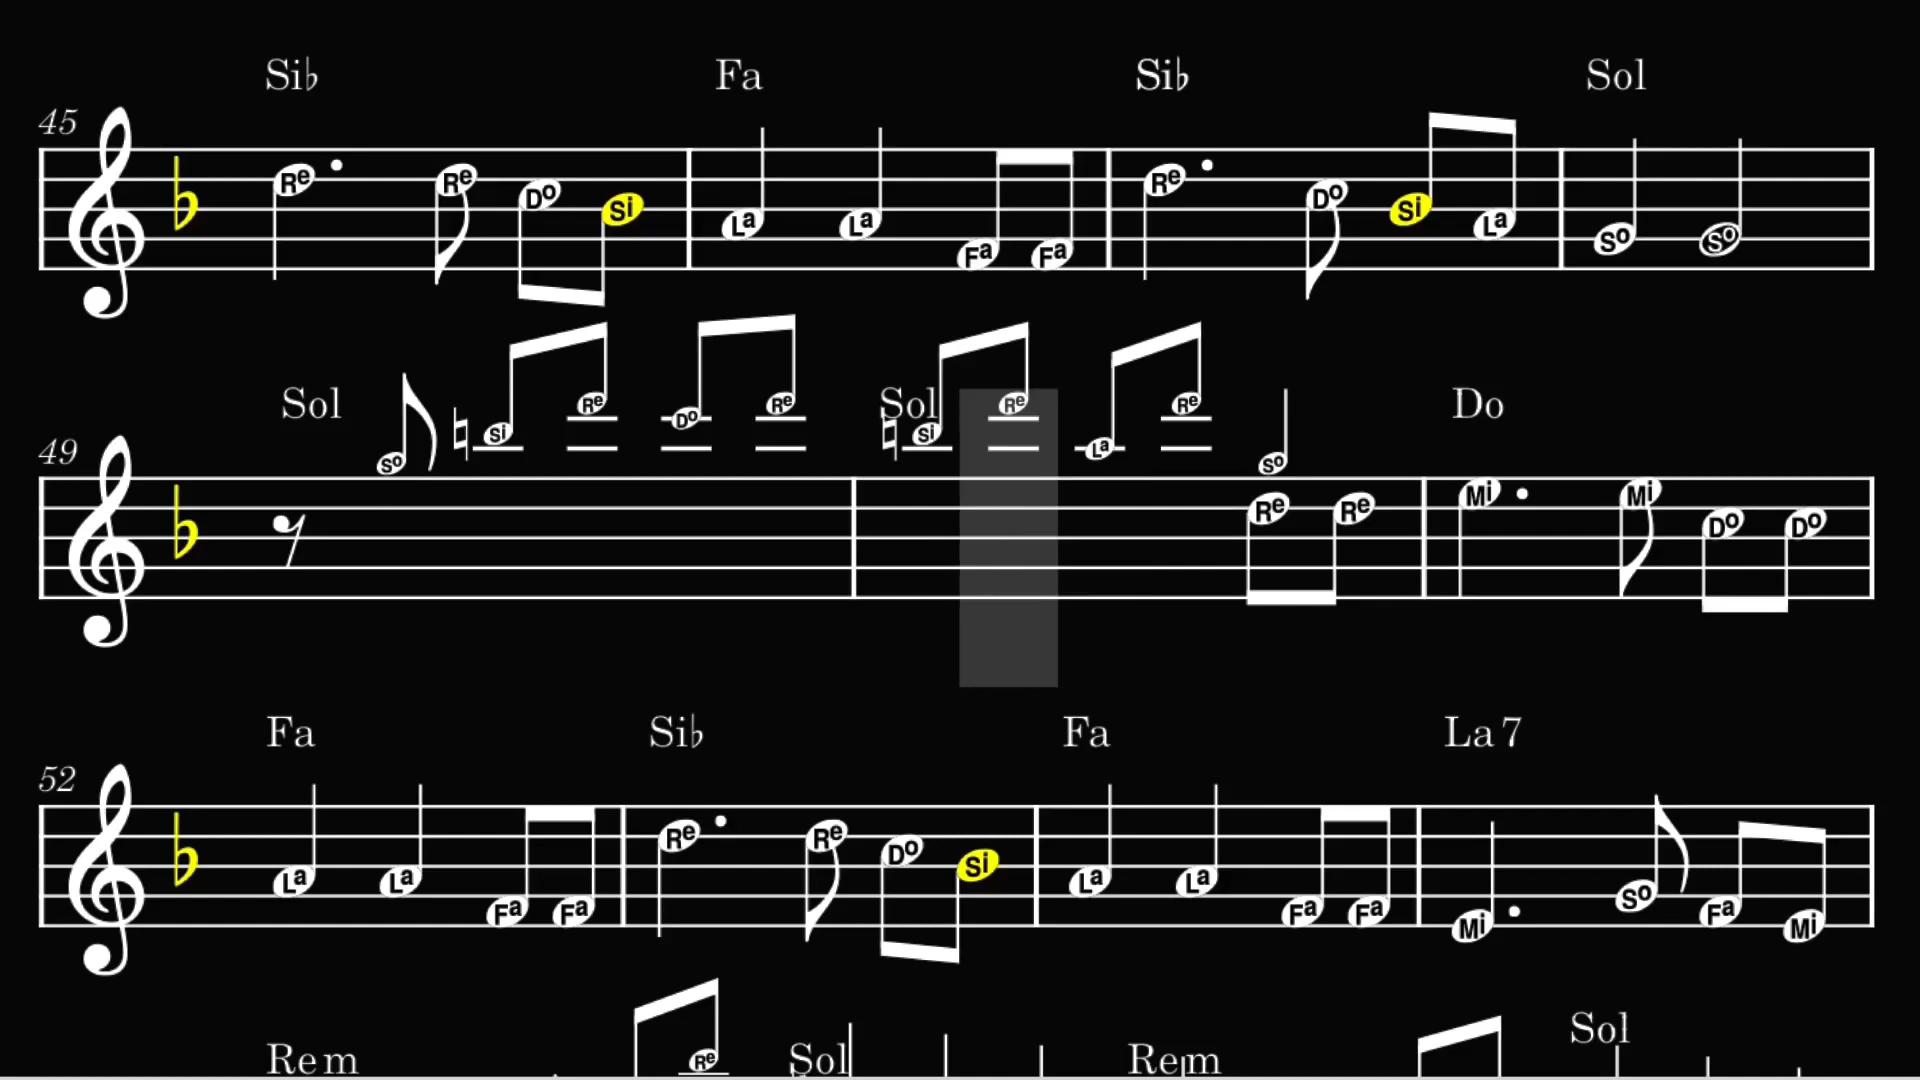 Si♭ Fa Si♭ Sol
45
Re Re Do Si La La Fa Fa Re Do Si La So So
Sol Sol Do
49
So Si Re Do Re Si Re La Re So
Re Re Mi Mi Do Do
Fa Si♭ Fa La 7
52
La La Fa Fa Re Re Do Si La La Fa Fa Mi So Fa Mi
Sol
Re m Re Sol Re m